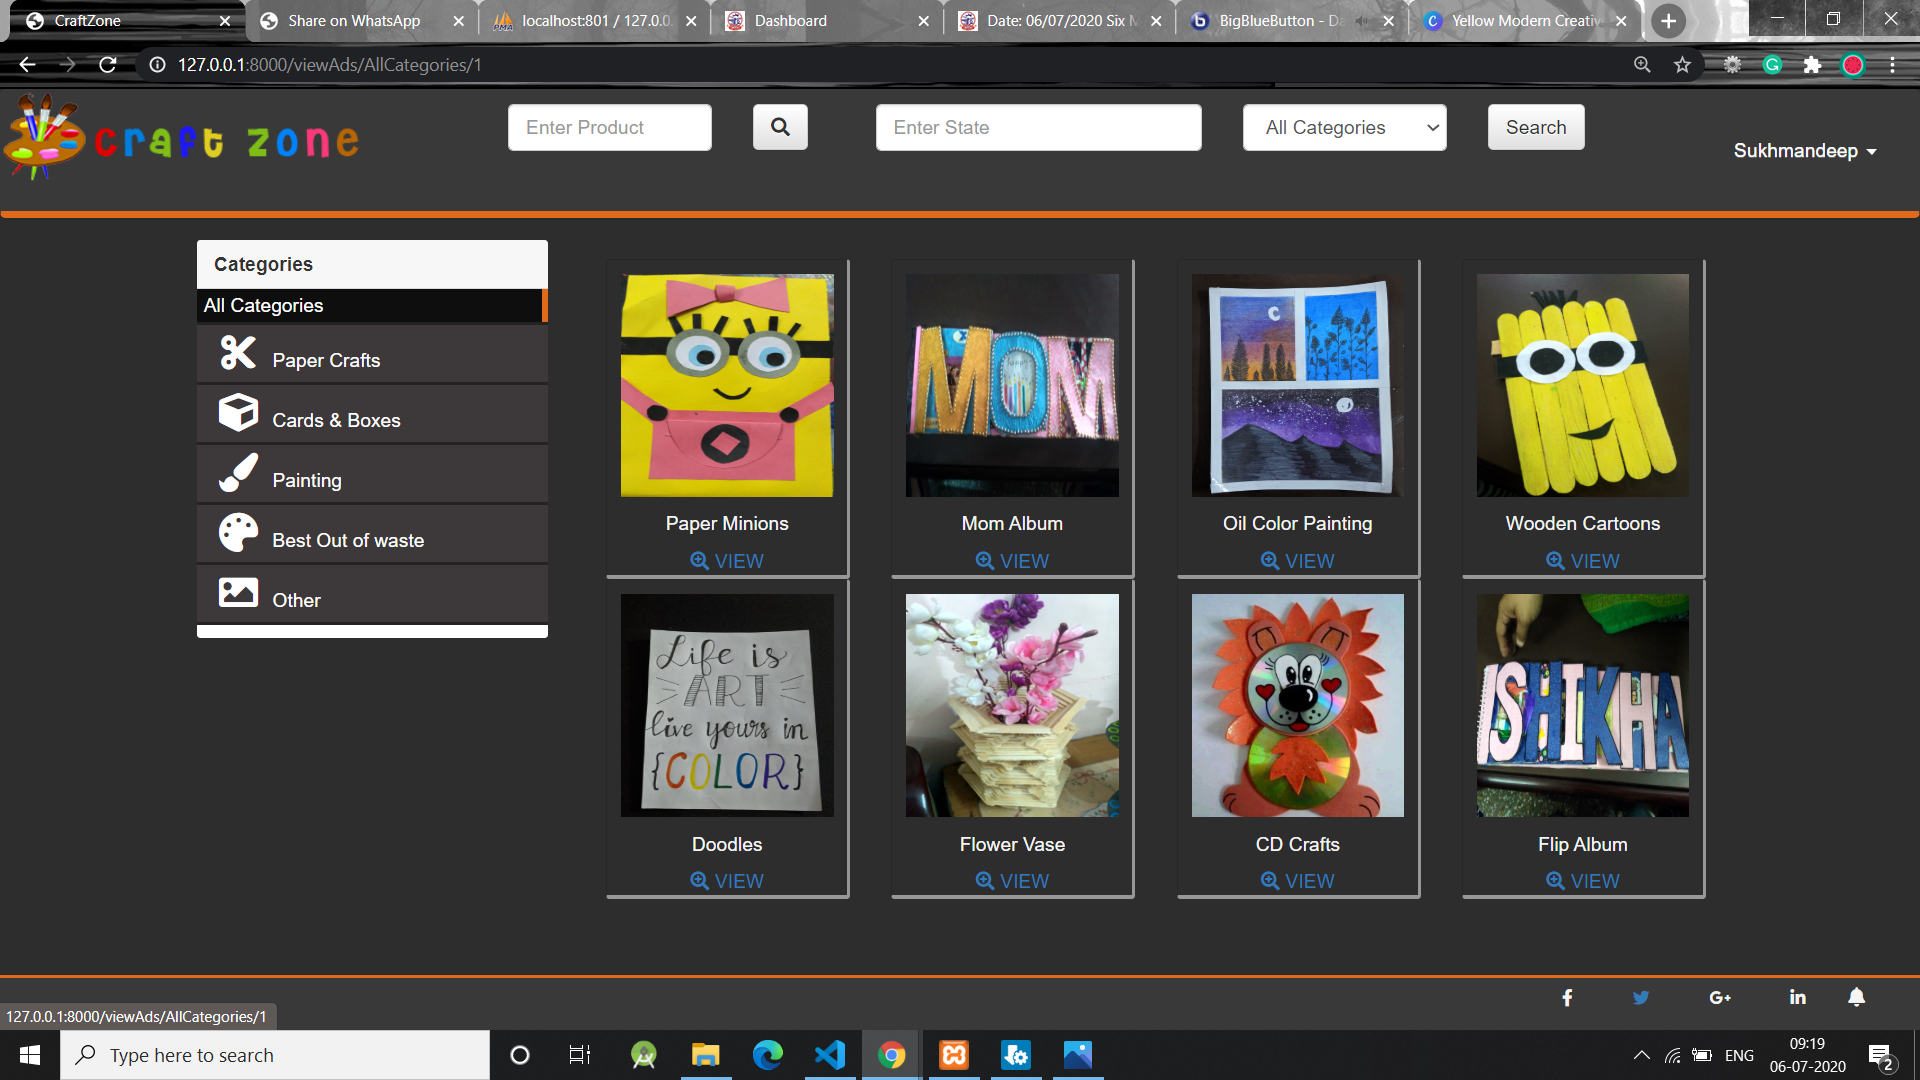 CraftZone
Share on WhatsApp
localhost:801 / 127.0.0.
Dashboard
Date: 06/07/2020 Six M
BigBlueButton - Da
Yellow Modern Creativ
127.0.0.1:8000/viewAds/AllCategories/1
craft zone
Enter Product
Enter State
All Categories
Search
Sukhmandeep
Categories
All Categories
Paper Crafts
Cards & Boxes
Painting
Best Out of waste
Other
MOM
Paper Minions
Mom Album
Oil Color Painting
Wooden Cartoons
VIEW
VIEW
VIEW
VIEW
Life is
ART
live yours in
{COLOR}
ISHIKHA
Doodles
Flower Vase
CD Crafts
Flip Album
VIEW
VIEW
VIEW
VIEW
127.0.0.1:8000/viewAds/AllCategories/1
Type here to search
ENG
09:19
06-07-2020
2